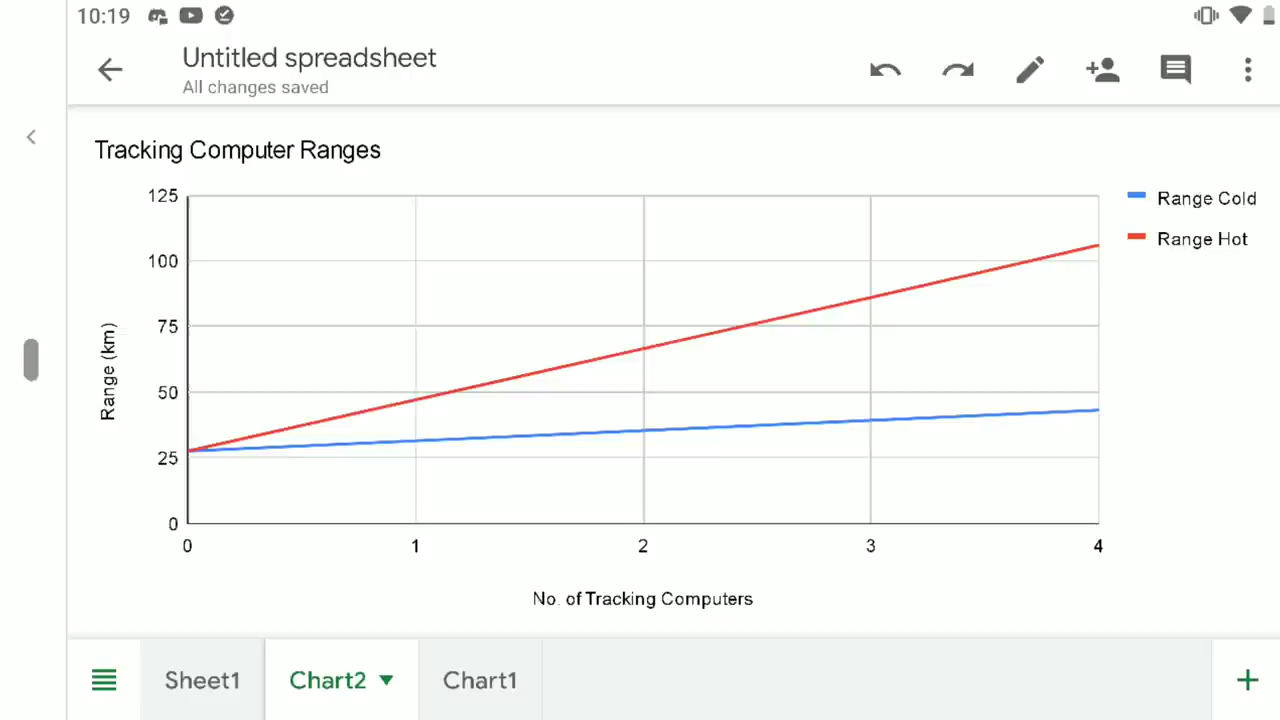 10:19
Untitled spreadsheet
All changes saved
Tracking Computer Ranges
125
100
75
50
25
0
Range (km)
Range Cold
Range Hot
0 1 2 3 4
No. of Tracking Computers
Sheet1 Chart2 Chart1